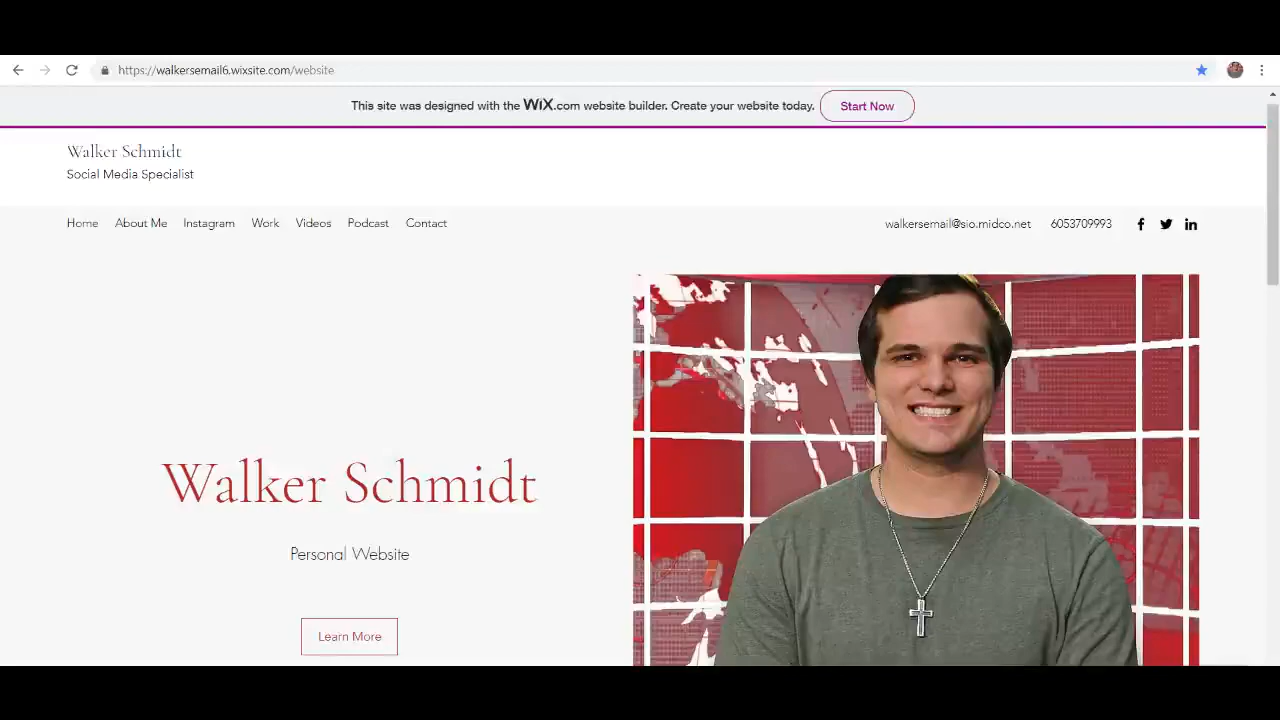 https://walkersemail6.wixsite.com/website
This site was designed with the WiX.com website builder. Create your website today. Start Now
Walker Schmidt
Social Media Specialist
Home About Me Instagram Work Videos Podcast Contact walkersemail@sio.midco.net 6053709993
Walker Schmidt
Personal Website
Learn More